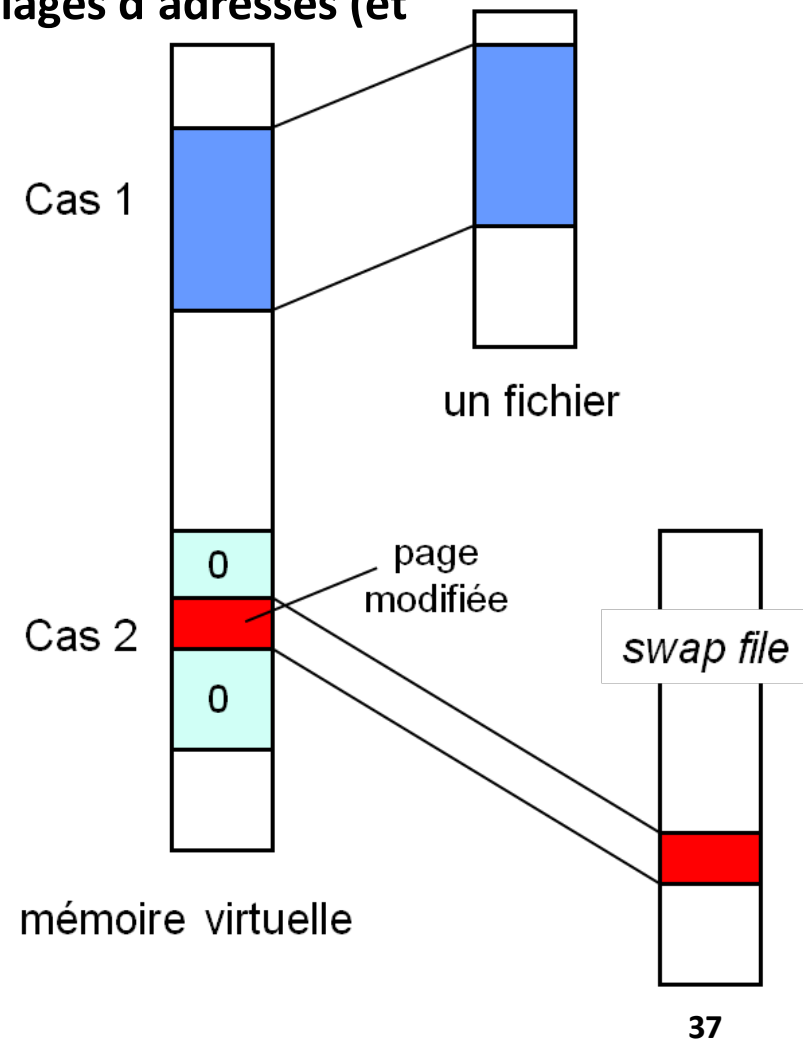 lages d'adresses (et
Cas 1
un fichier
0
page
modifiée
Cas 2
swap file
0
mémoire virtuelle
37